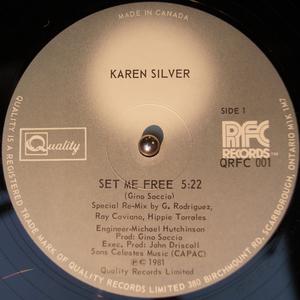 MADE IN CANADA
KAREN SILVER
SIDE 1
Quality
RFC
RECORDS™
QRFC 001
SET ME FREE 5:22
(Gino Soccio)
Special Re-Mix by G. Rodriguez,
Ray Caviano, Hippie Torrales
Engineer-Michael Hutchinson
Prod: Gino Soccio
Exec. Prod: John Driscoll
Sons Celestes Music (CAPAC)
℗ © 1981
Quality Records Limited
QUALITY IS A REGISTERED TRADE MARK OF QUALITY RECORDS LIMITED 380 BIRCHMOUNT RD. SCARBOROUGH, ONTARIO M1K 1M7